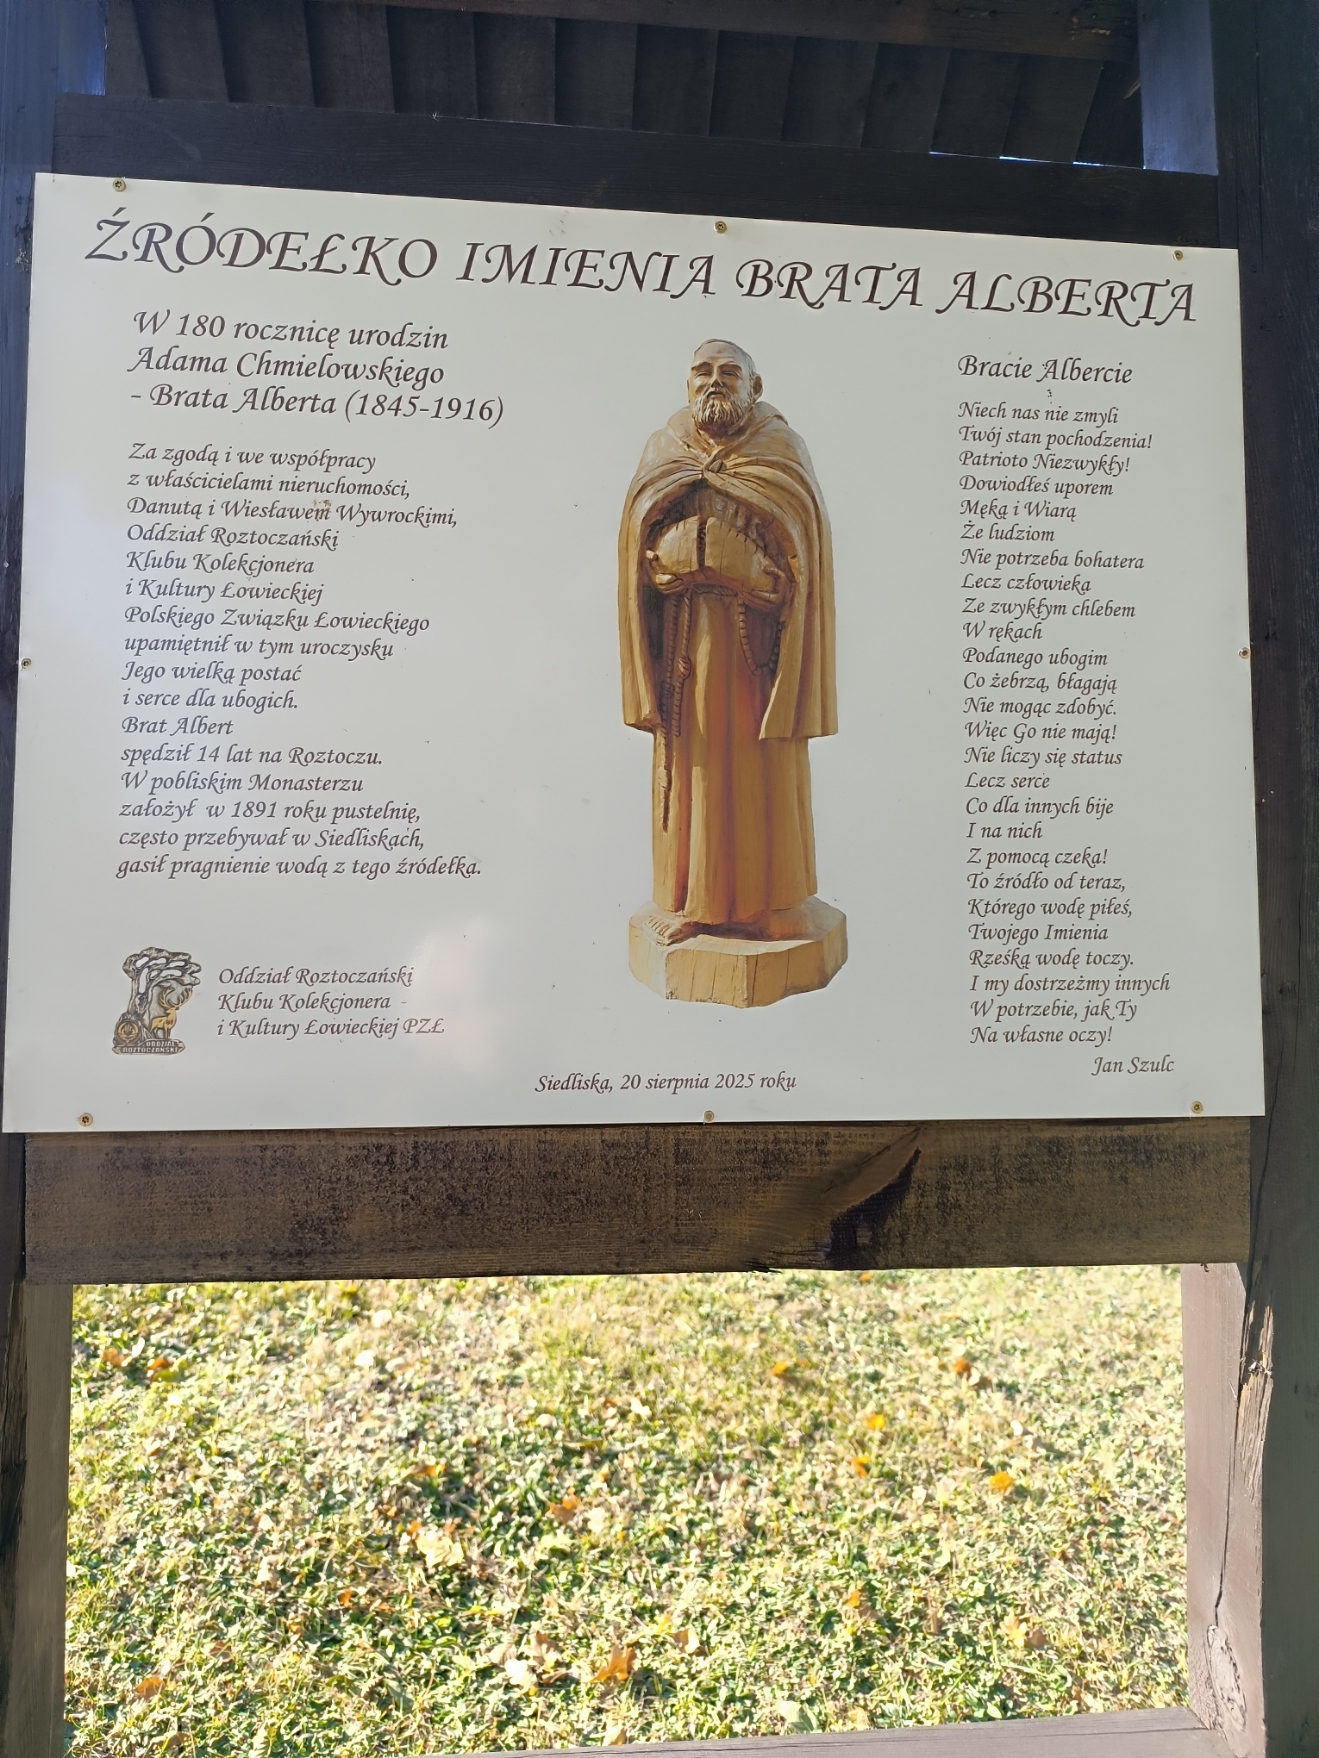 ŹRÓDEŁKO IMIENIA BRATA ALBERTA
W 180 rocznicę urodzin
Adama Chmielowskiego
- Brata Alberta (1845-1916)
Za zgodą i we współpracy
z właścicielami nieruchomości,
Danutą i Wiesławem Wywrockimi,
Oddział Roztoczański
Klubu Kolekcjonera
i Kultury Łowieckiej
Polskiego Związku Łowieckiego
upamiętnił w tym uroczysku
Jego wielką postać
i serce dla ubogich.
Brat Albert
spędził 14 lat na Roztoczu.
W pobliskim Monasterzu
założył w 1891 roku pustelnię,
często przebywał w Siedliskach,
gasił pragnienie wodą z tego źródełka.
ODDZIAŁ
ROZTOCZAŃSKI
Oddział Roztoczański
Klubu Kolekcjonera -
i Kultury Łowieckiej PZŁ
Siedliska, 20 sierpnia 2025 roku
Bracie Albercie
Niech nas nie zmyli
Twój stan pochodzenia!
Patrioto Niezwykły!
Dowiodłeś uporem
Męką i Wiarą
Że ludziom
Nie potrzeba bohatera
Lecz człowieka
Ze zwykłym chlebem
W rękach
Podanego ubogim
Co żebrzą, błagają
Nie mogąc zdobyć.
Więc Go nie mają!
Nie liczy się status
Lecz serce
Co dla innych bije
I na nich
Z pomocą czeka!
To źródło od teraz,
Którego wodę piłeś,
Twojego Imienia
Rześką wodę toczy.
I my dostrzeżmy innych
W potrzebie, jak Ty
Na własne oczy!
Jan Szulc